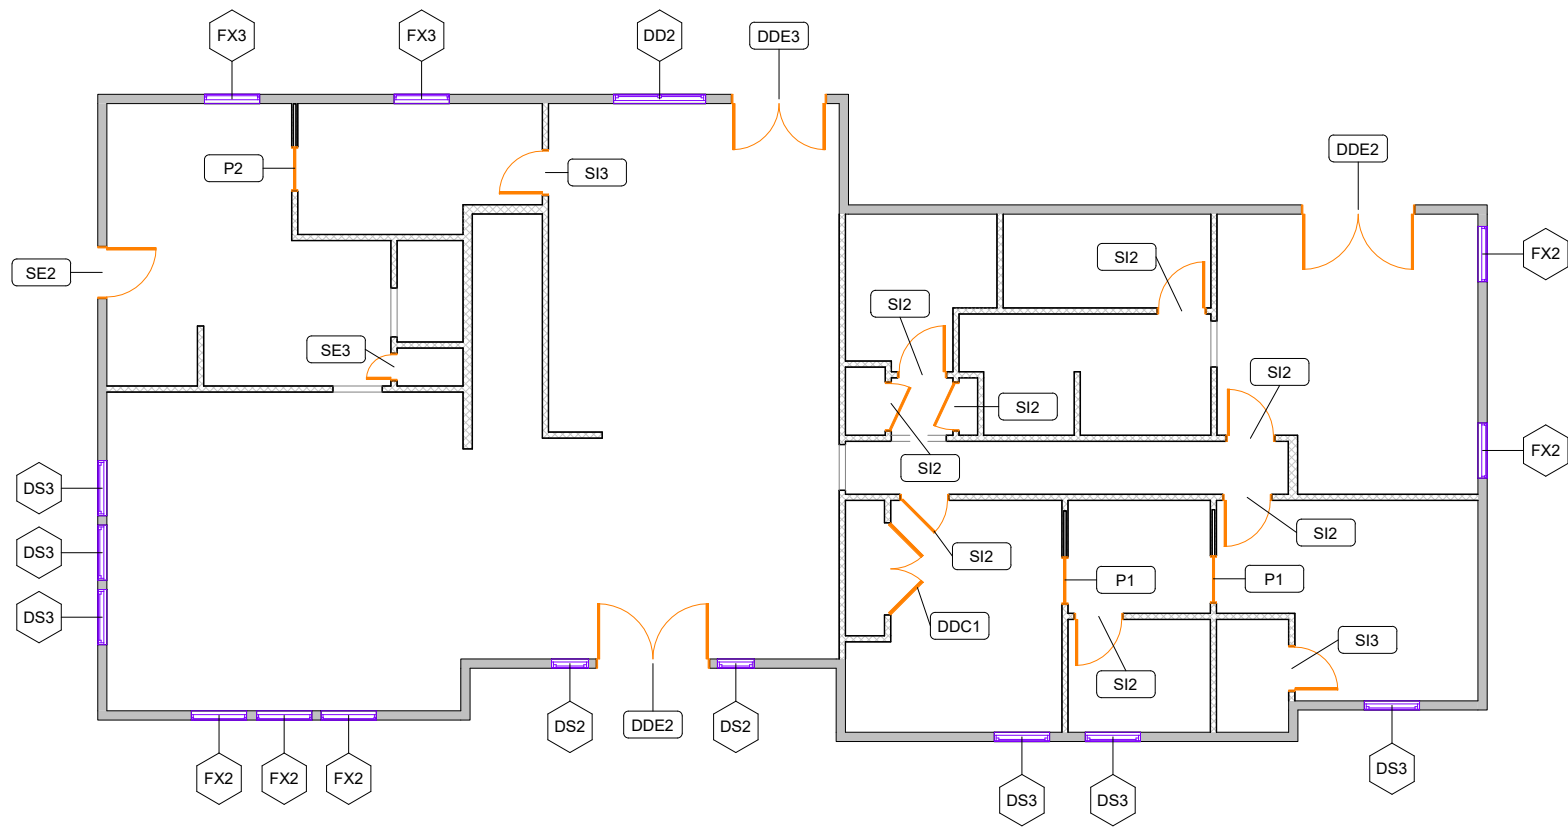 FX3
FX3
DD2
DDE3
DDE2
P2
SI3
SE2
SI2
FX2
SI2
SE3
SI2
SI2
SI2
FX2
DS3
SI2
DS3
SI2
P1
P1
DS3
DDC1
SI3
SI2
DS2
DDE2
DS2
FX2
FX2
FX2
DS3
DS3
DS3